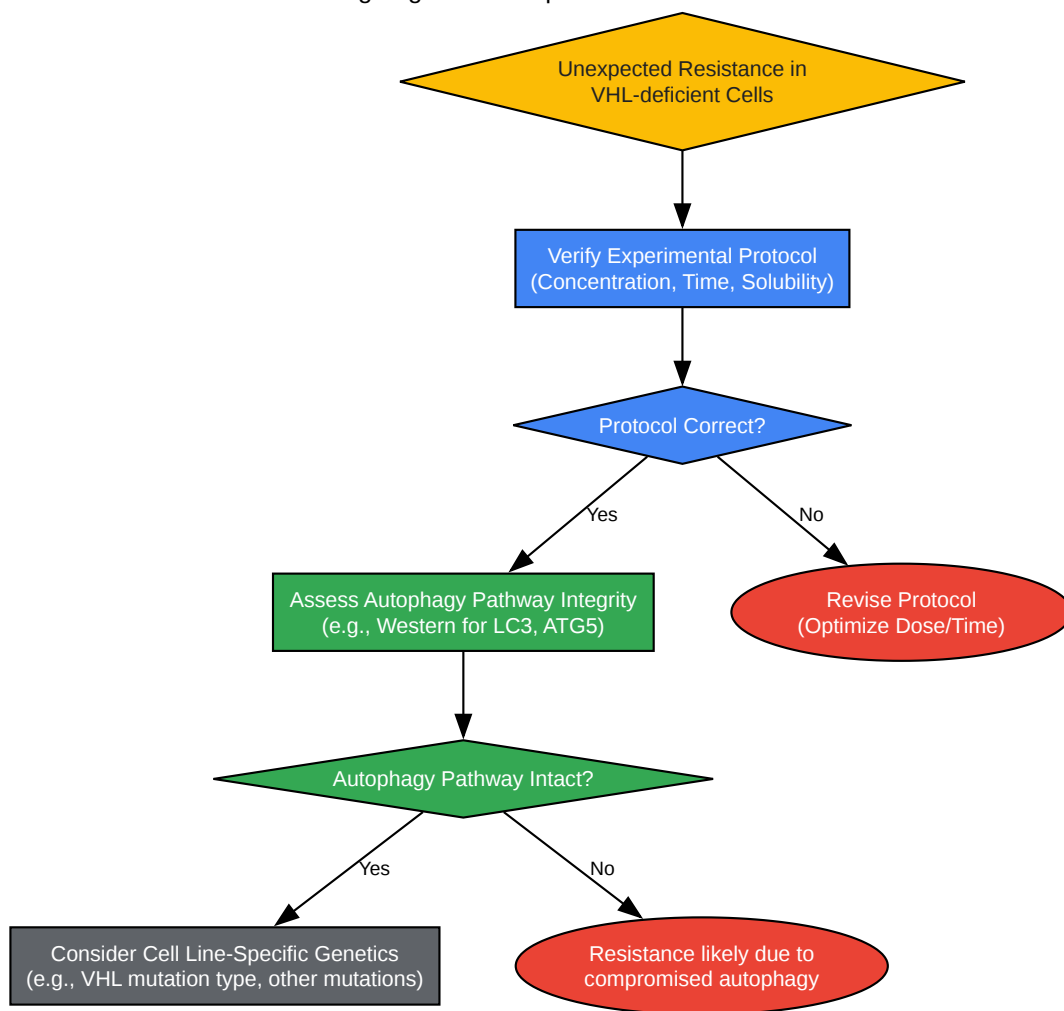 Unexpected Resistance in
VHL-deficient Cells
Verify Experimental Protocol
(Concentration, Time, Solubility)
Protocol Correct?
Yes
No
Assess Autophagy Pathway Integrity
(e.g., Western for LC3, ATG5)
Revise Protocol
(Optimize Dose/Time)
Autophagy Pathway Intact?
Yes
No
Consider Cell Line-Specific Genetics
(e.g., VHL mutation type, other mutations)
Resistance likely due to
compromised autophagy